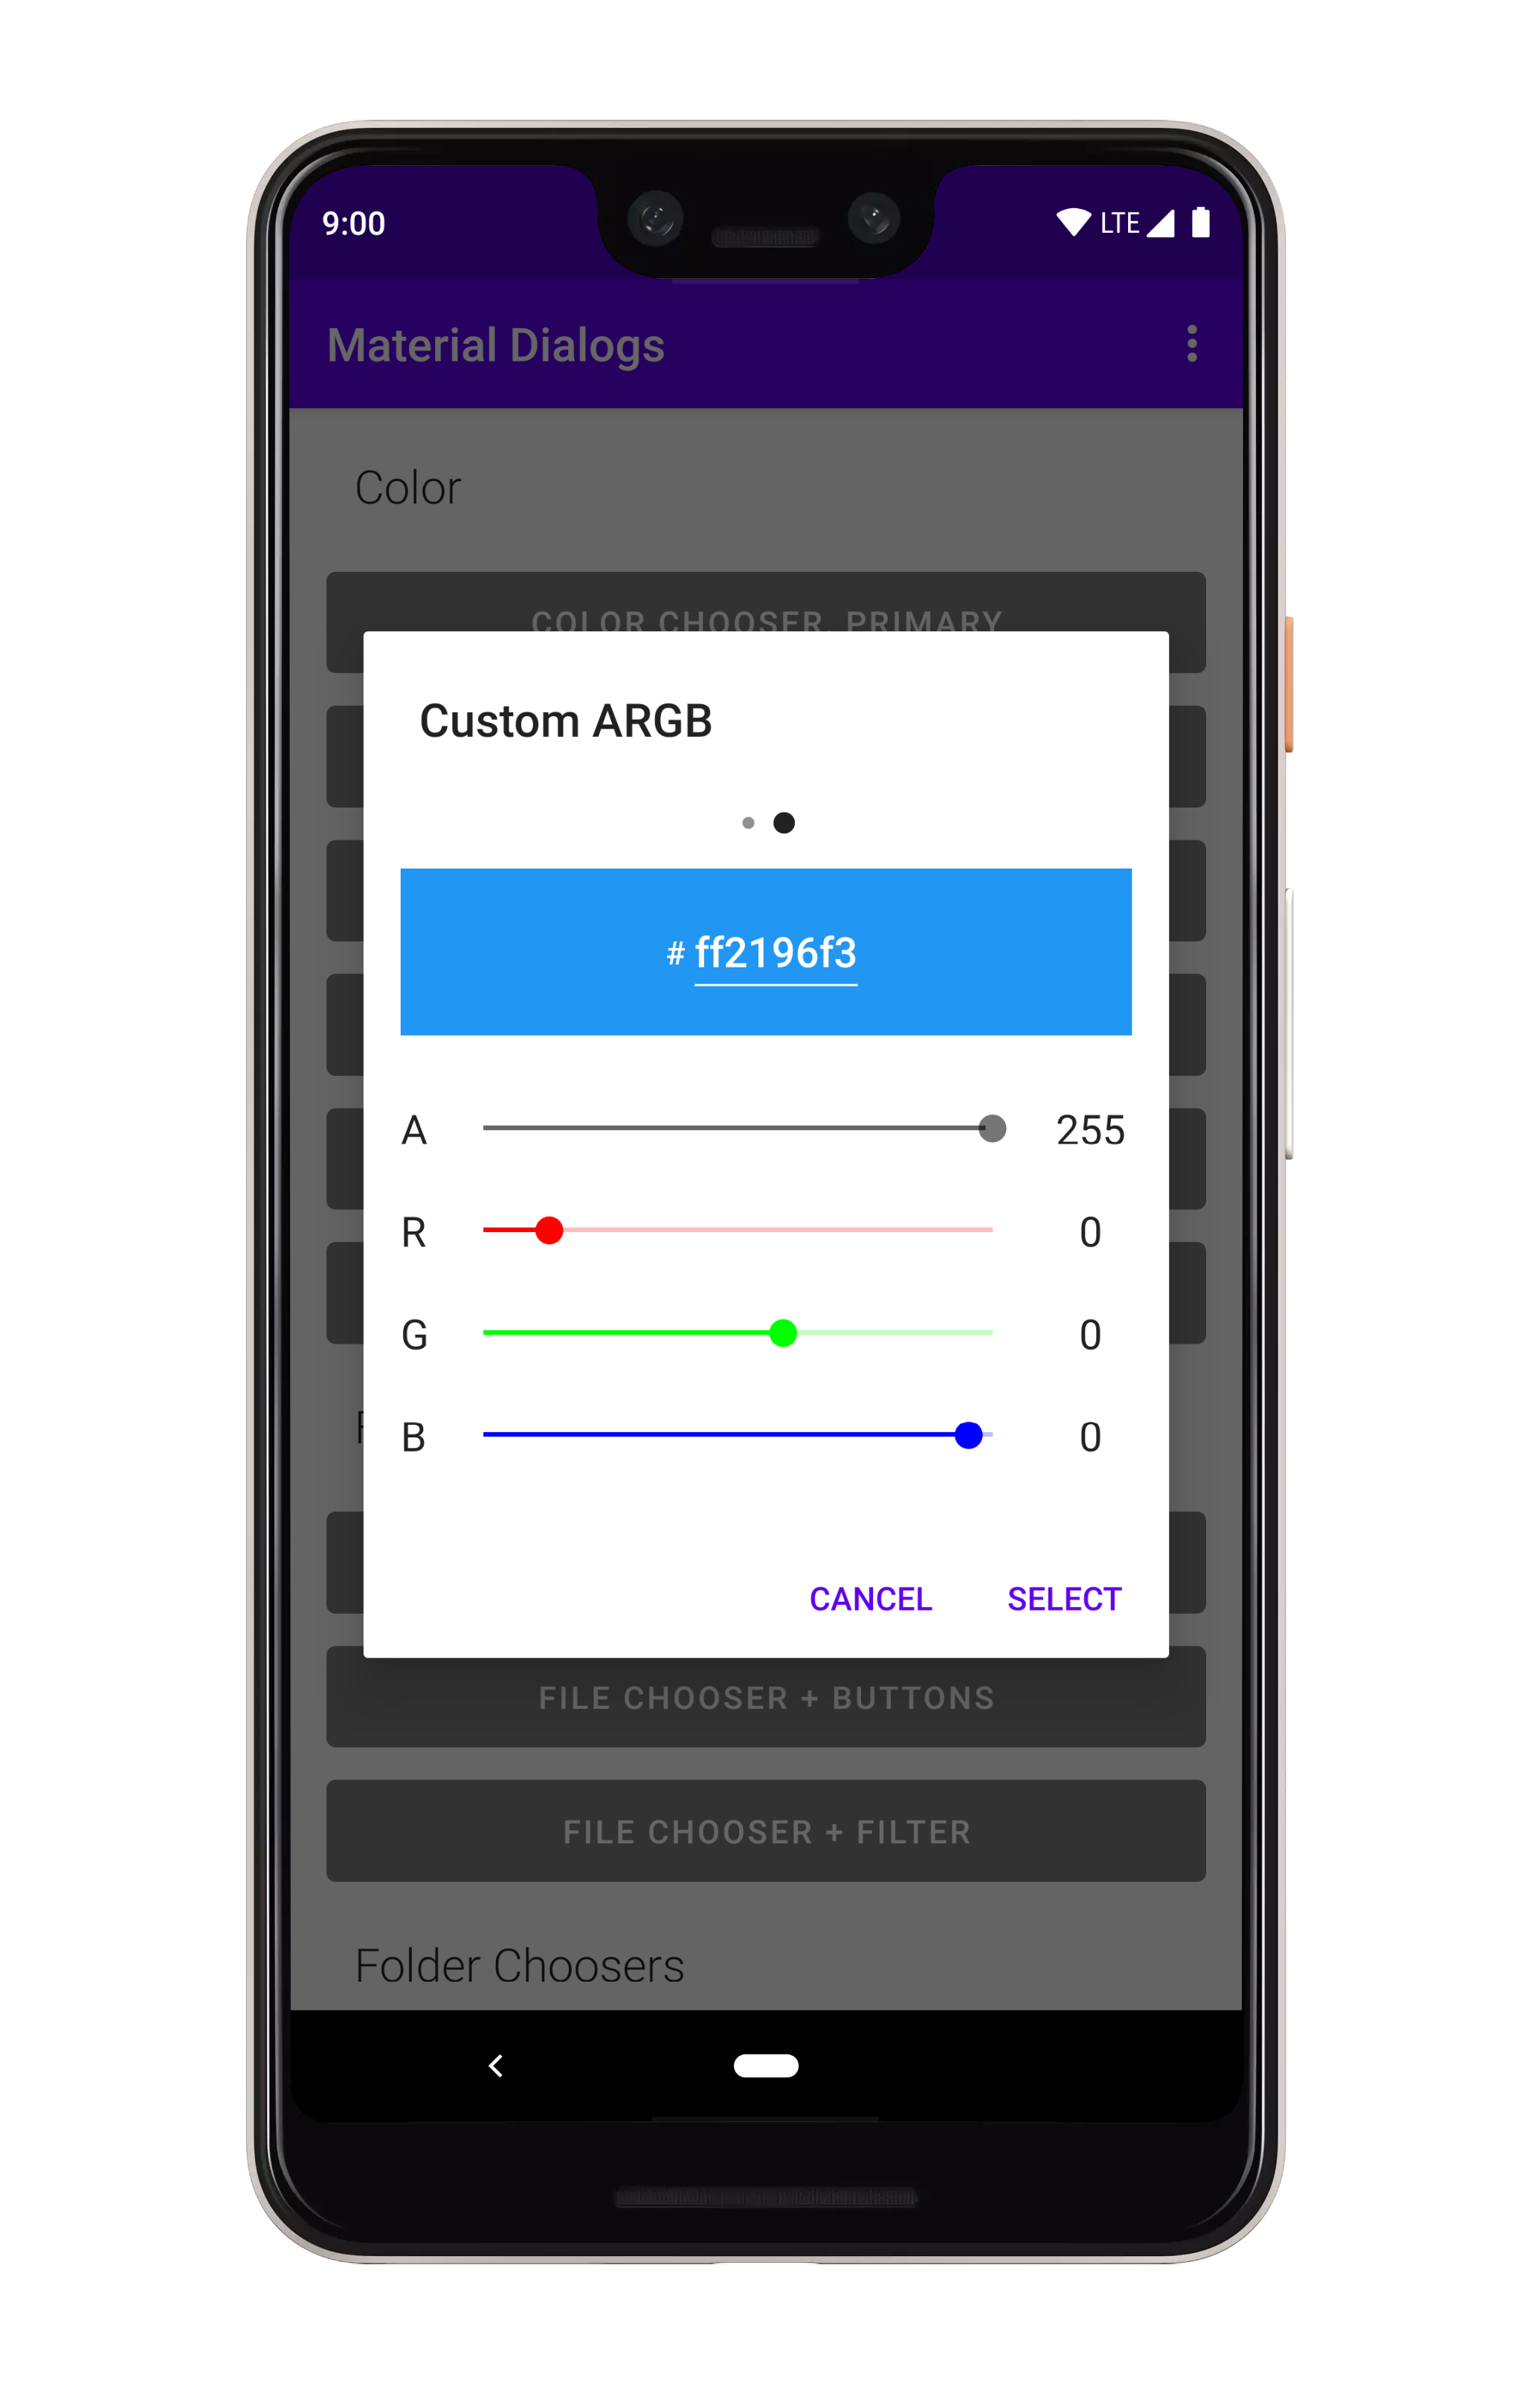 9:00 LTE
Material Dialogs
Color
COLOR CHOOSER, PRIMARY
Custom ARGB
# ff2196f3
A 255
R 0
G 0
B 0
CANCEL SELECT
FILE CHOOSER + BUTTONS
FILE CHOOSER + FILTER
Folder Choosers